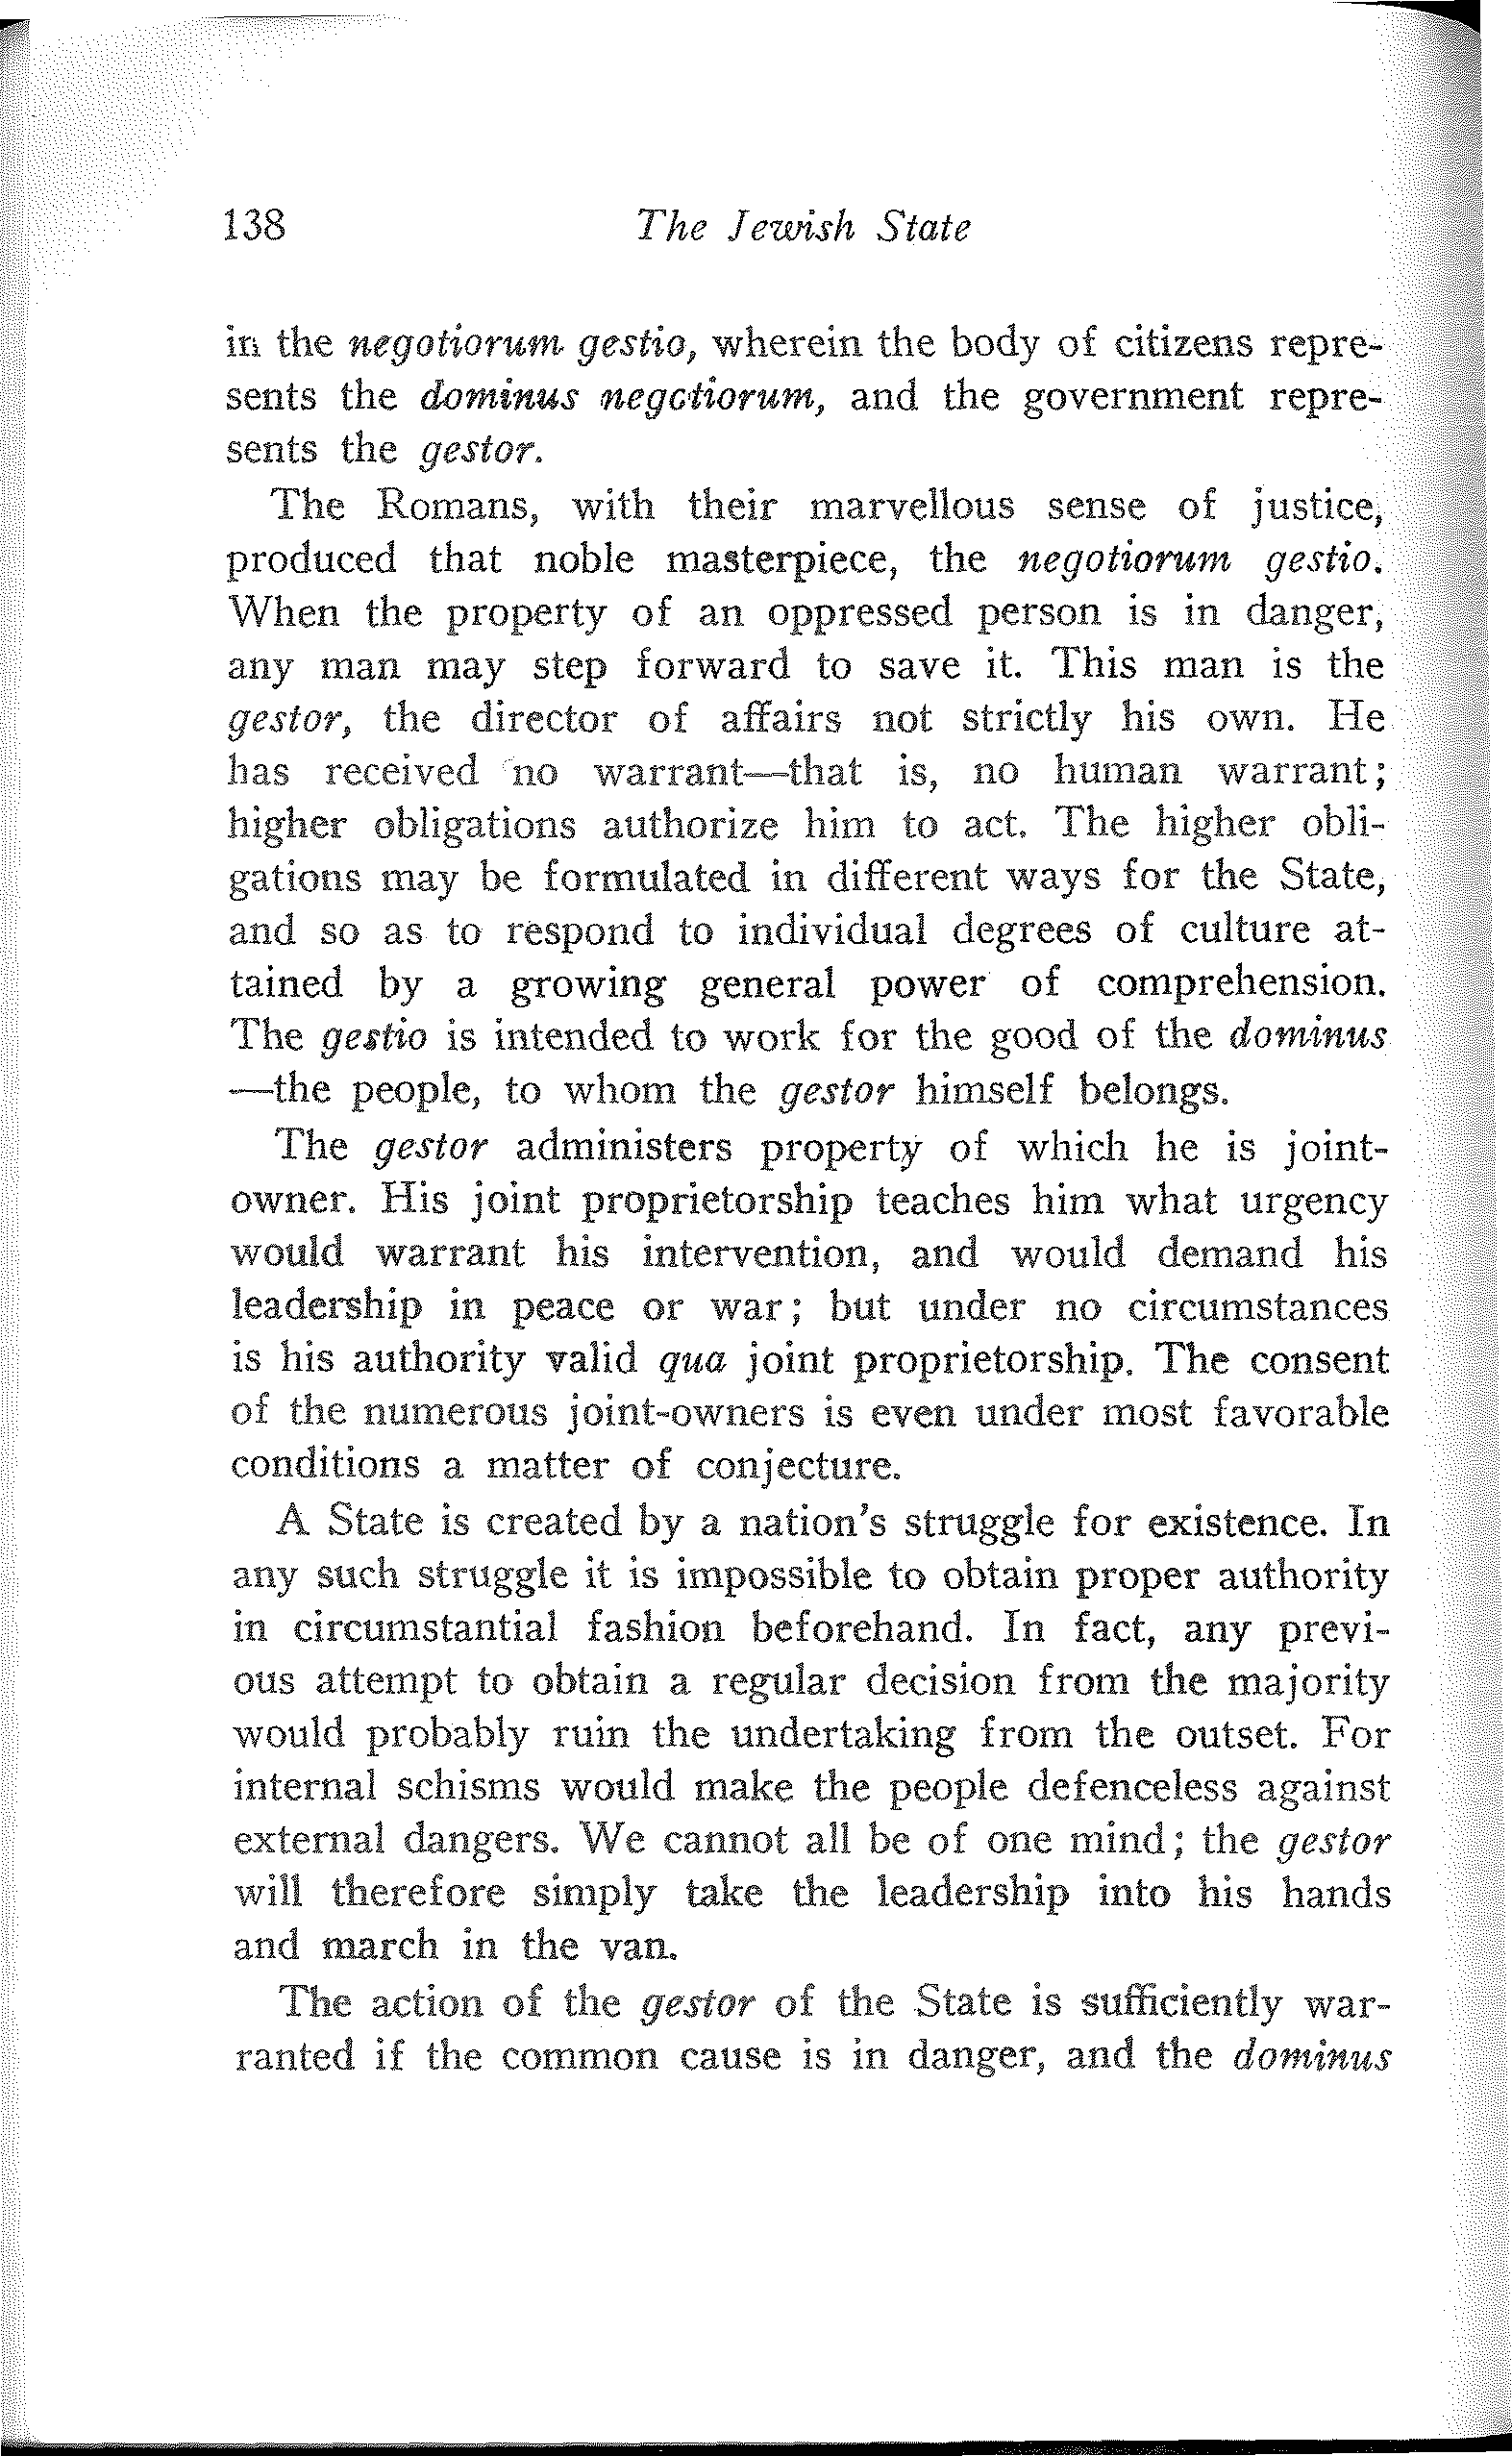 138 The Jewish State
in the negotiorum gestio, wherein the body of citizens repre-
sents the dominus negotiorum, and the government repre-
sents the gestor.
The Romans, with their marvellous sense of justice,
produced that noble masterpiece, the negotiorum gestio.
When the property of an oppressed person is in danger,
any man may step forward to save it. This man is the
gestor, the director of affairs not strictly his own. He
has received no warrant—that is, no human warrant;
higher obligations authorize him to act. The higher obli-
gations may be formulated in different ways for the State,
and so as to respond to individual degrees of culture at-
tained by a growing general power of comprehension.
The gestio is intended to work for the good of the dominus
—the people, to whom the gestor himself belongs.
The gestor administers property of which he is joint-
owner. His joint proprietorship teaches him what urgency
would warrant his intervention, and would demand his
leadership in peace or war; but under no circumstances
is his authority valid qua joint proprietorship. The consent
of the numerous joint-owners is even under most favorable
conditions a matter of conjecture.
A State is created by a nation's struggle for existence. In
any such struggle it is impossible to obtain proper authority
in circumstantial fashion beforehand. In fact, any previ-
ous attempt to obtain a regular decision from the majority
would probably ruin the undertaking from the outset. For
internal schisms would make the people defenceless against
external dangers. We cannot all be of one mind; the gestor
will therefore simply take the leadership into his hands
and march in the van.
The action of the gestor of the State is sufficiently war-
ranted if the common cause is in danger, and the dominus